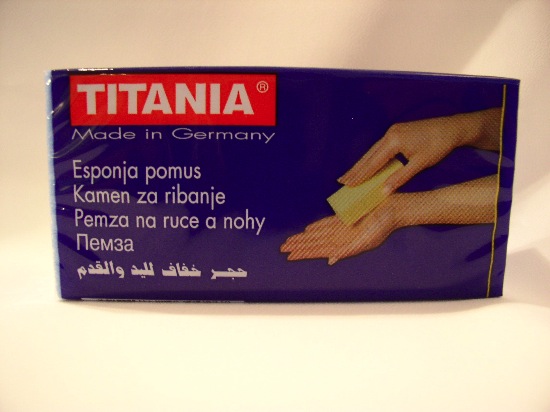 TITANIA®
Made in Germany
Esponja pomus
Kamen za ribanje
Pemza na ruce a nohy
Пемза
حجر خفاف لليد والقدم